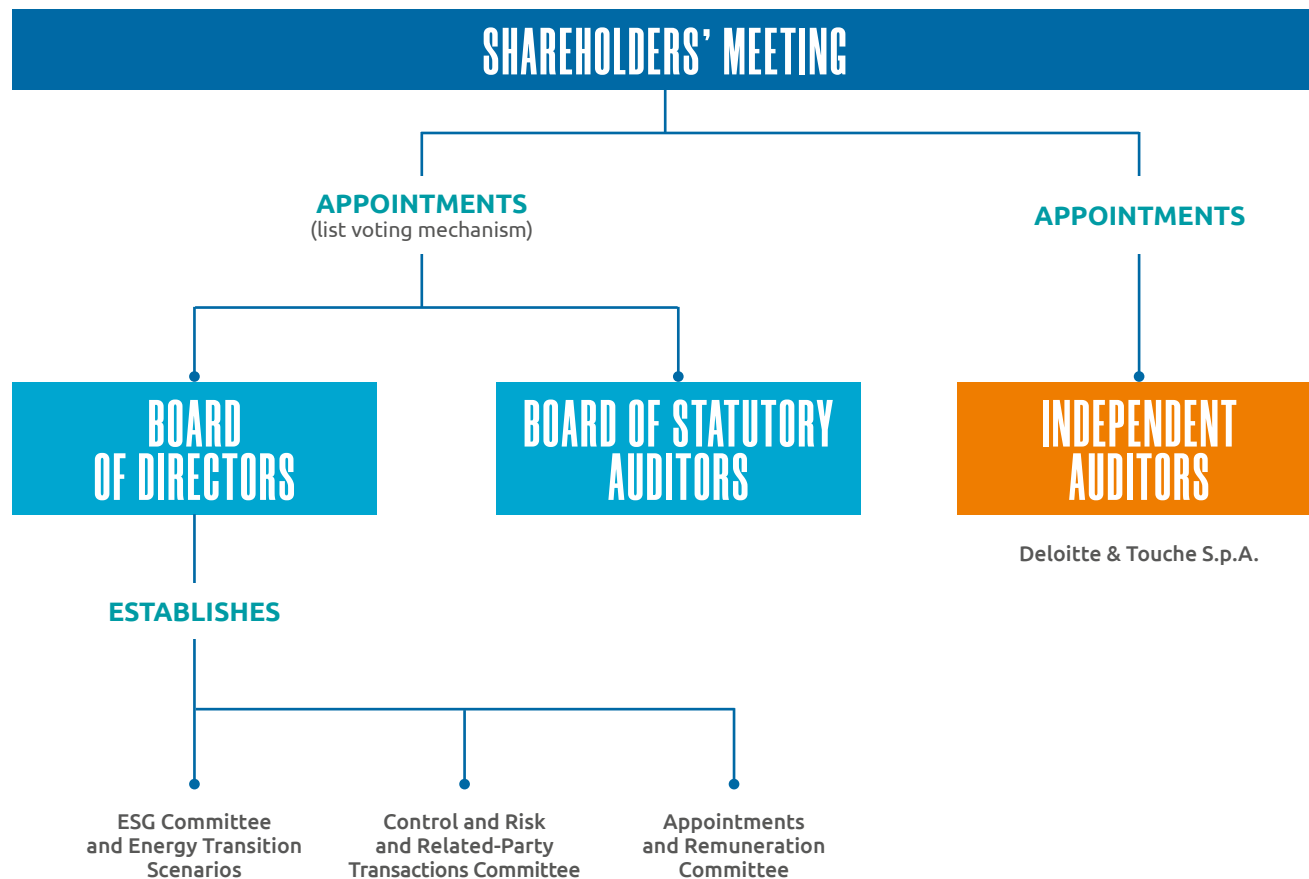 SHAREHOLDERS’ MEETING
APPOINTMENTS
(list voting mechanism)
APPOINTMENTS
BOARD
OF DIRECTORS
BOARD OF STATUTORY
AUDITORS
INDEPENDENT
AUDITORS
Deloitte & Touche S.p.A.
ESTABLISHES
ESG Committee
and Energy Transition
Scenarios
Control and Risk
and Related-Party
Transactions Committee
Appointments
and Remuneration
Committee